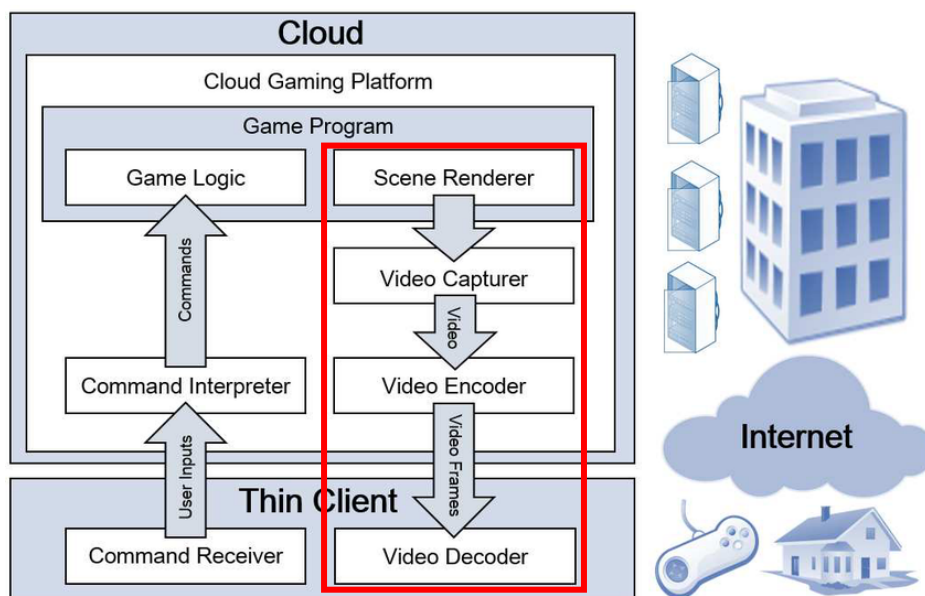 Cloud
Cloud Gaming Platform
Game Program
Game Logic
Scene Renderer
Commands
Video Capturer
Video
Command Interpreter
Video Encoder
Internet
User Inputs
Video Frames
Thin Client
Command Receiver
Video Decoder